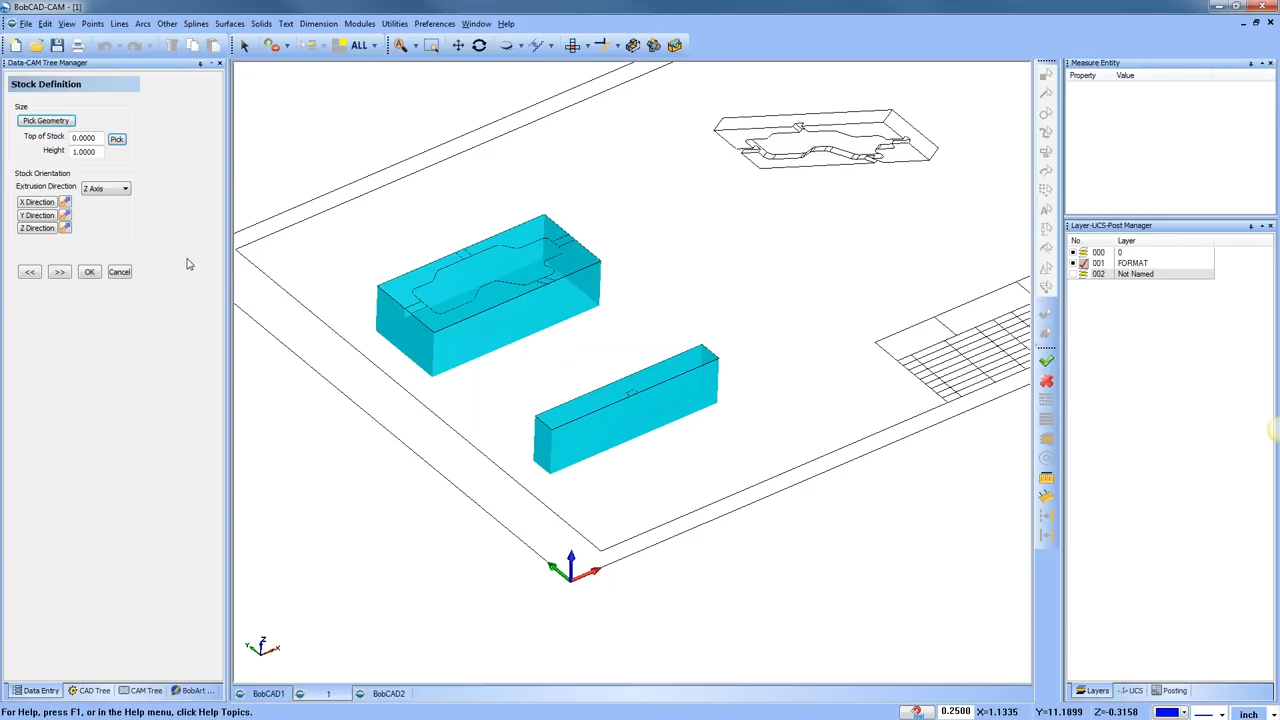 BobCAD-CAM - [1]
File Edit View Points Lines Arcs Other Splines Surfaces Solids Text Dimension Modules Utilities Preferences Window Help
ALL
Data-CAM Tree Manager
Stock Definition
Size
Pick Geometry
Top of Stock 0.0000 Pick
Height 1.0000
Stock Orientation
Extrusion Direction Z Axis
X Direction
Y Direction
Z Direction
<< >> OK Cancel
Z
Y X
Measure Entity
Property Value
Layer-UCS-Post Manager
No. Layer
000 0
001 FORMAT
002 Not Named
Data Entry CAD Tree CAM Tree BobArt ...
BobCAD1 1 BobCAD2
Layers UCS Posting
For Help, press F1, or in the Help menu, click Help Topics.
0.2500 X=1.1335 Y=11.1899 Z=-0.3158 inch